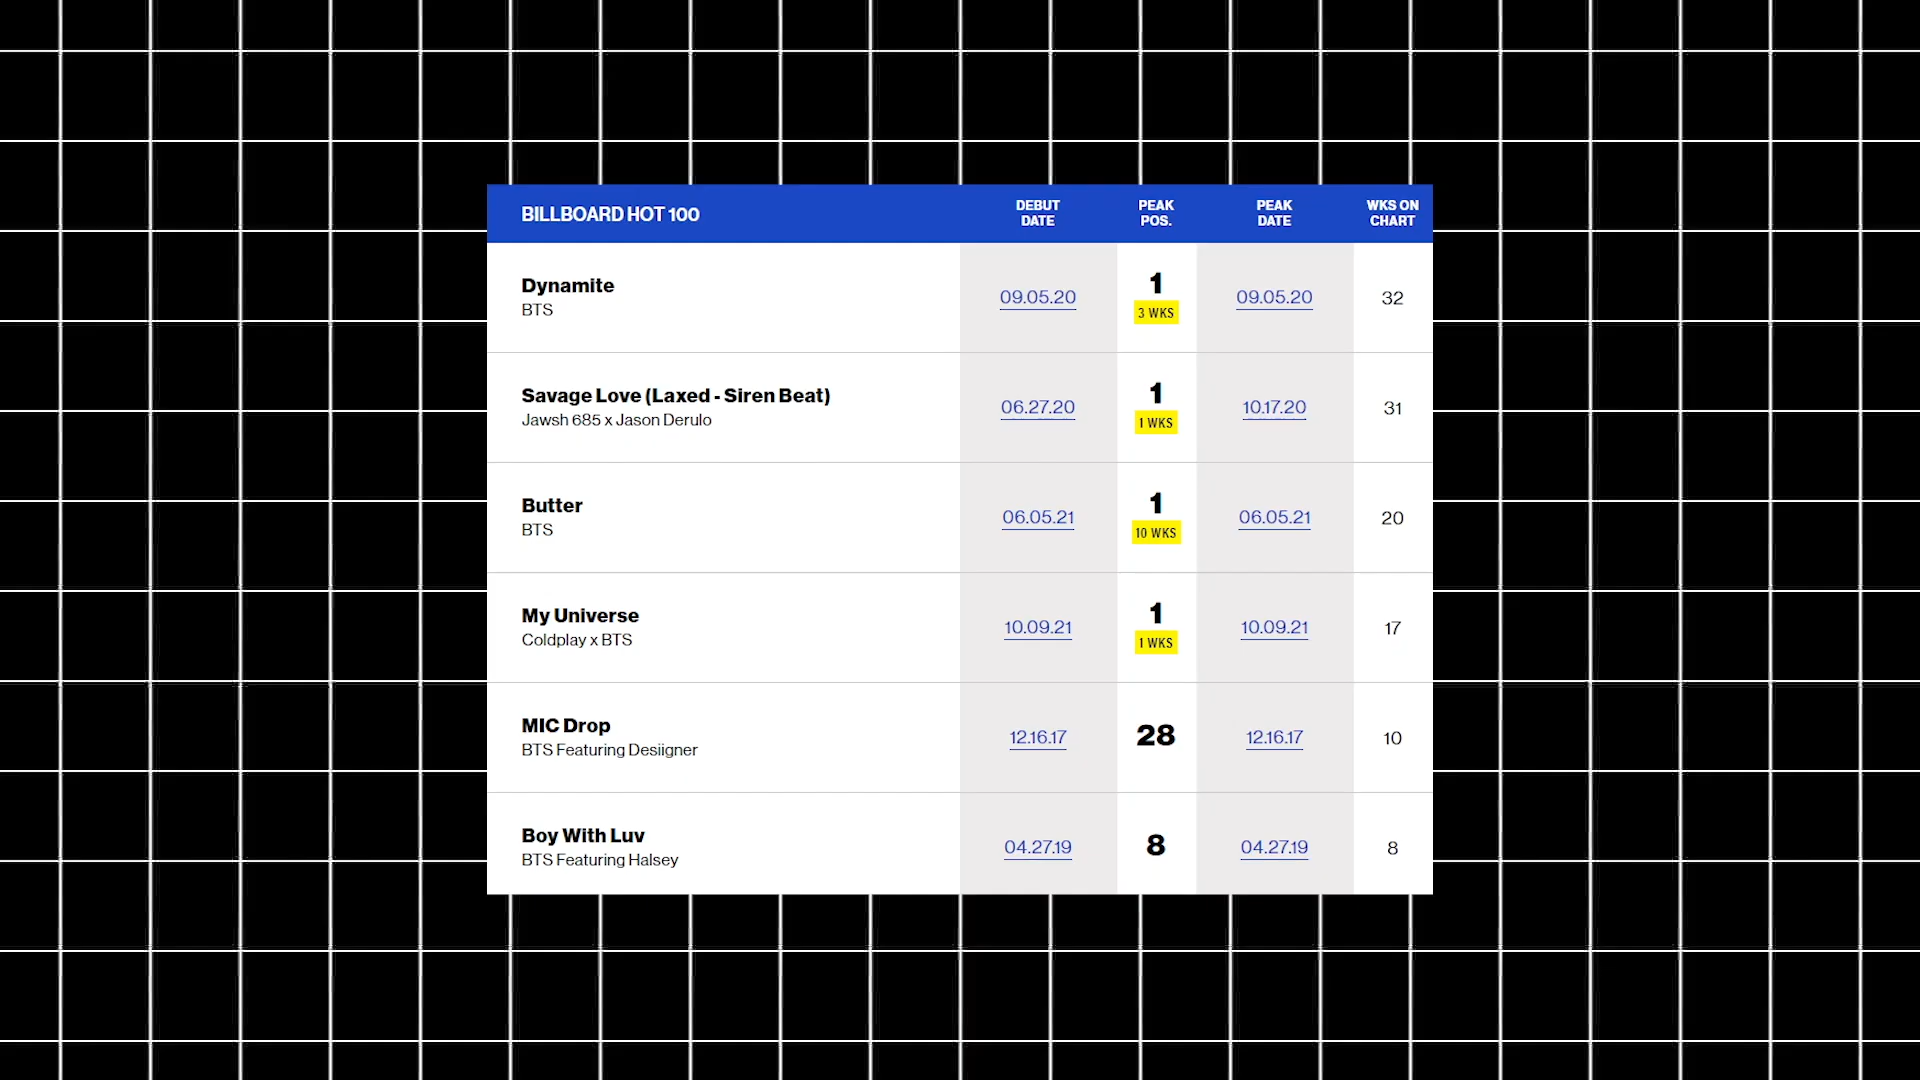 BILLBOARD HOT 100 DEBUT DATE PEAK POS. PEAK DATE WKS ON CHART
Dynamite
BTS
09.05.20 1 3 WKS 09.05.20 32
Savage Love (Laxed - Siren Beat)
Jawsh 685 x Jason Derulo
06.27.20 1 1 WKS 10.17.20 31
Butter
BTS
06.05.21 1 10 WKS 06.05.21 20
My Universe
Coldplay x BTS
10.09.21 1 1 WKS 10.09.21 17
MIC Drop
BTS Featuring Desiigner
12.16.17 28 12.16.17 10
Boy With Luv
BTS Featuring Halsey
04.27.19 8 04.27.19 8